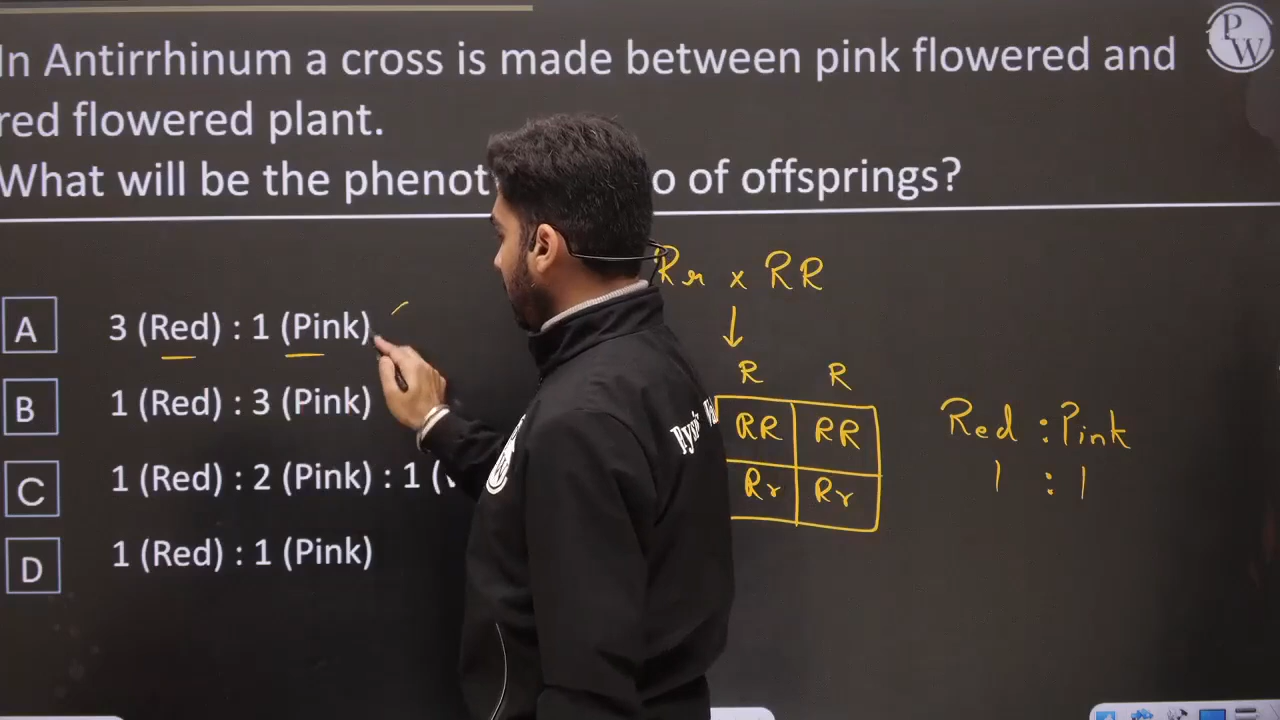 In Antirrhinum a cross is made between pink flowered and
red flowered plant.
What will be the phenot o of offsprings?
PW
Rr x RR
A 3 (Red) : 1 (Pink)
B 1 (Red) : 3 (Pink)
C 1 (Red) : 2 (Pink) : 1 (
D 1 (Red) : 1 (Pink)
R R
RR RR
Rr Rr
Red : Pink
1 : 1